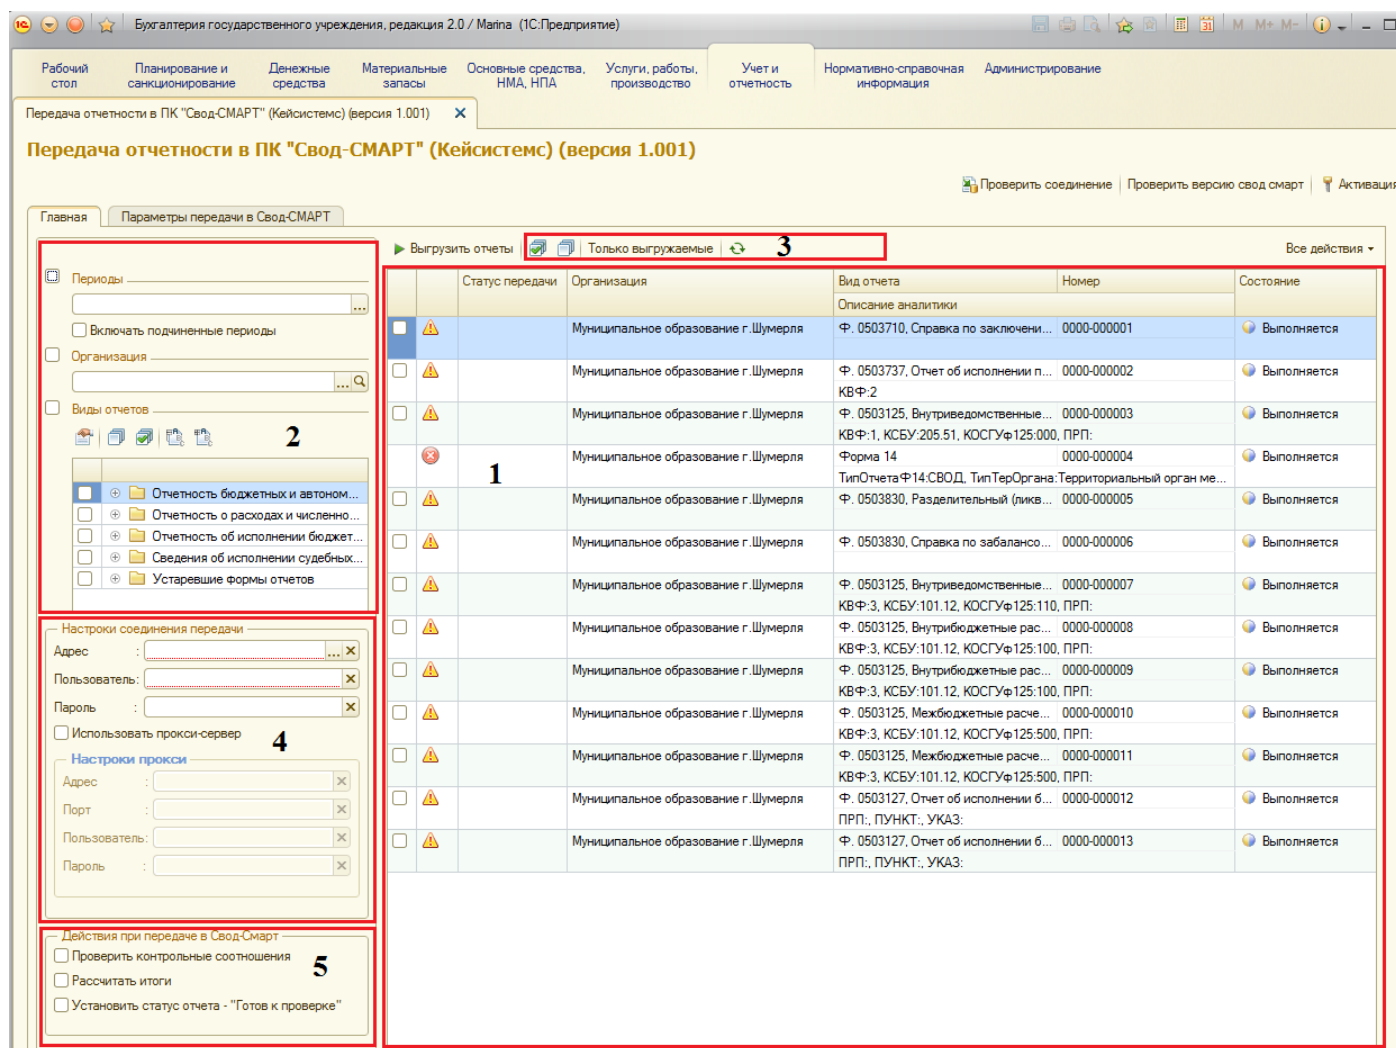 Бухгалтерия государственного учреждения, редакция 2.0 / Marina (1С:Предприятие)
M M+ M-
Рабочий стол
Планирование и санкционирование
Денежные средства
Материальные запасы
Основные средства, НМА, НПА
Услуги, работы, производство
Учет и отчетность
Нормативно-справочная информация
Администрирование
Передача отчетности в ПК "Свод-СМАРТ" (Кейсистемс) (версия 1.001)
Передача отчетности в ПК "Свод-СМАРТ" (Кейсистемс) (версия 1.001)
Проверить соединение Проверить версию свод смарт Активация
Главная Параметры передачи в Свод-СМАРТ
Выгрузить отчеты Только выгружаемые 3 Все действия
Периоды
Включать подчиненные периоды
Организация
Виды отчетов
2
Отчетность бюджетных и автоном...
Отчетность о расходах и численно...
Отчетность об исполнении бюджет...
Сведения об исполнении судебных...
Устаревшие формы отчетов
Настроки соединения передачи
Адрес :
Пользователь:
Пароль :
Использовать прокси-сервер
4
Настроки прокси
Адрес :
Порт :
Пользователь:
Пароль :
Действия при передаче в Свод-Смарт
Проверить контрольные соотношения
5
Рассчитать итоги
Установить статус отчета - "Готов к проверке"
Статус передачи Организация Вид отчета Номер Состояние
Описание аналитики
Муниципальное образование г.Шумерля Ф. 0503710, Справка по заключени... 0000-000001 Выполняется
Муниципальное образование г.Шумерля Ф. 0503737, Отчет об исполнении п... 0000-000002 Выполняется
КВФ:2
Муниципальное образование г.Шумерля Ф. 0503125, Внутриведомственные... 0000-000003 Выполняется
КВФ:1, КСБУ:205.51, КОСГУф125:000, ПРП:
Муниципальное образование г.Шумерля Форма 14 0000-000004 Выполняется
1
ТипОтчетаФ14:СВОД, ТипТерОргана:Территориальный орган ме...
Муниципальное образование г.Шумерля Ф. 0503830, Разделительный (ликв... 0000-000005 Выполняется
Муниципальное образование г.Шумерля Ф. 0503830, Справка по забалансо... 0000-000006 Выполняется
Муниципальное образование г.Шумерля Ф. 0503125, Внутриведомственные... 0000-000007 Выполняется
КВФ:3, КСБУ:101.12, КОСГУф125:110, ПРП:
Муниципальное образование г.Шумерля Ф. 0503125, Внутрибюджетные рас... 0000-000008 Выполняется
КВФ:3, КСБУ:101.12, КОСГУф125:100, ПРП:
Муниципальное образование г.Шумерля Ф. 0503125, Внутрибюджетные рас... 0000-000009 Выполняется
КВФ:3, КСБУ:101.12, КОСГУф125:100, ПРП:
Муниципальное образование г.Шумерля Ф. 0503125, Межбюджетные расче... 0000-000010 Выполняется
КВФ:3, КСБУ:101.12, КОСГУф125:500, ПРП:
Муниципальное образование г.Шумерля Ф. 0503125, Межбюджетные расче... 0000-000011 Выполняется
КВФ:3, КСБУ:101.12, КОСГУф125:500, ПРП:
Муниципальное образование г.Шумерля Ф. 0503127, Отчет об исполнении б... 0000-000012 Выполняется
ПРП:, ПУНКТ:, УКАЗ:
Муниципальное образование г.Шумерля Ф. 0503127, Отчет об исполнении б... 0000-000013 Выполняется
ПРП:, ПУНКТ:, УКАЗ: